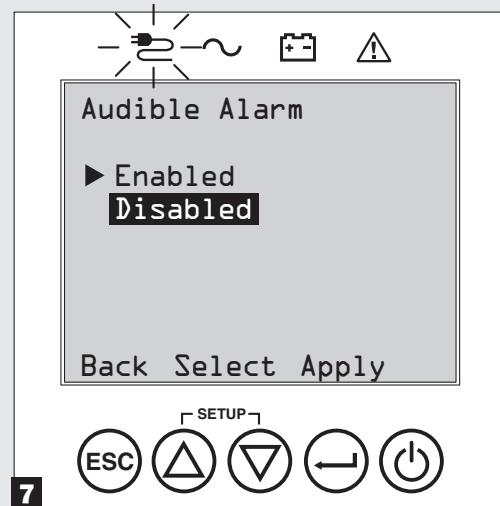 Audible Alarm
▶ Enabled
Disabled
Back Select Apply
SETUP
ESC
7